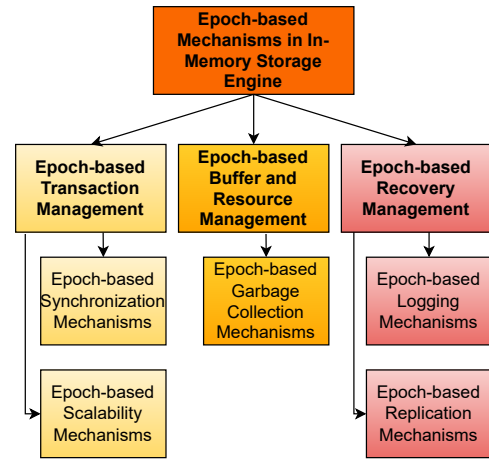 Epoch-based
Mechanisms in In-
Memory Storage
Engine
Epoch-based
Transaction
Management
Epoch-based
Buffer and
Resource
Management
Epoch-based
Recovery
Management
Epoch-based
Synchronization
Mechanisms
Epoch-based
Garbage
Collection
Mechanisms
Epoch-based
Logging
Mechanisms
Epoch-based
Scalability
Mechanisms
Epoch-based
Replication
Mechanisms